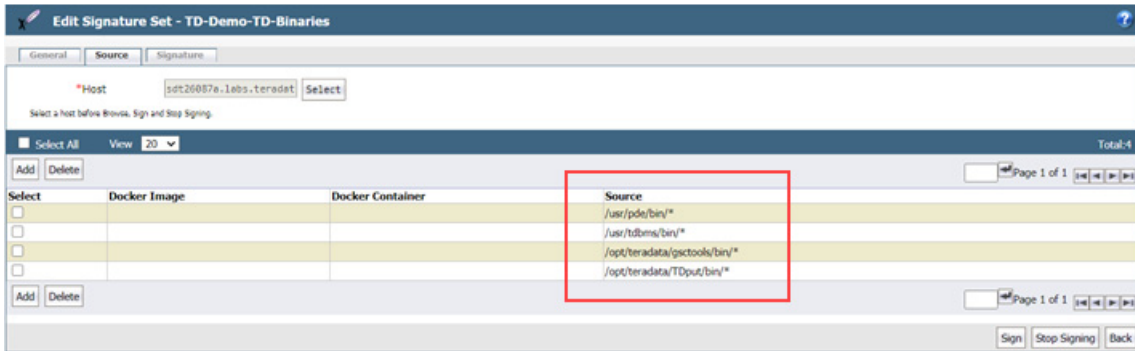 Edit Signature Set - TD-Demo-TD-Binaries
General Source Signature
*Host sdt26087a.labs.teradat Select
Select a host before Browse, Sign and Stop Signing.
Select All View 20 Total:4
Add Delete Page 1 of 1
Select Docker Image Docker Container Source
/usr/pde/bin/*
/usr/tdbms/bin/*
/opt/teradata/gsctools/bin/*
/opt/teradata/TDput/bin/*
Add Delete Page 1 of 1
Sign Stop Signing Back